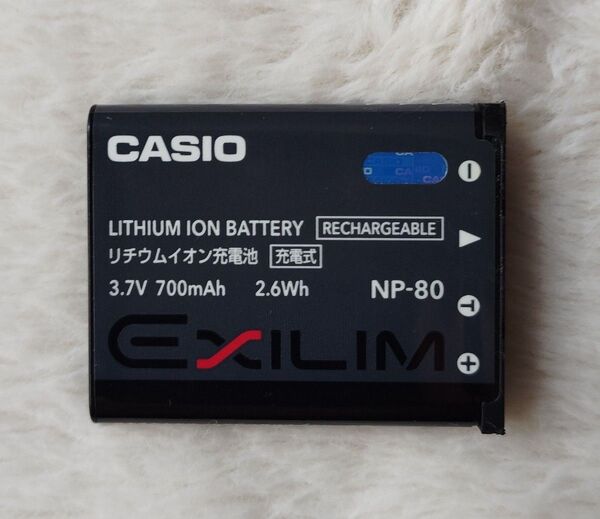 CASIO
LITHIUM ION BATTERY RECHARGEABLE
リチウムイオン充電池 充電式
3.7V 700mAh 2.6Wh NP-80
EXILIM
T